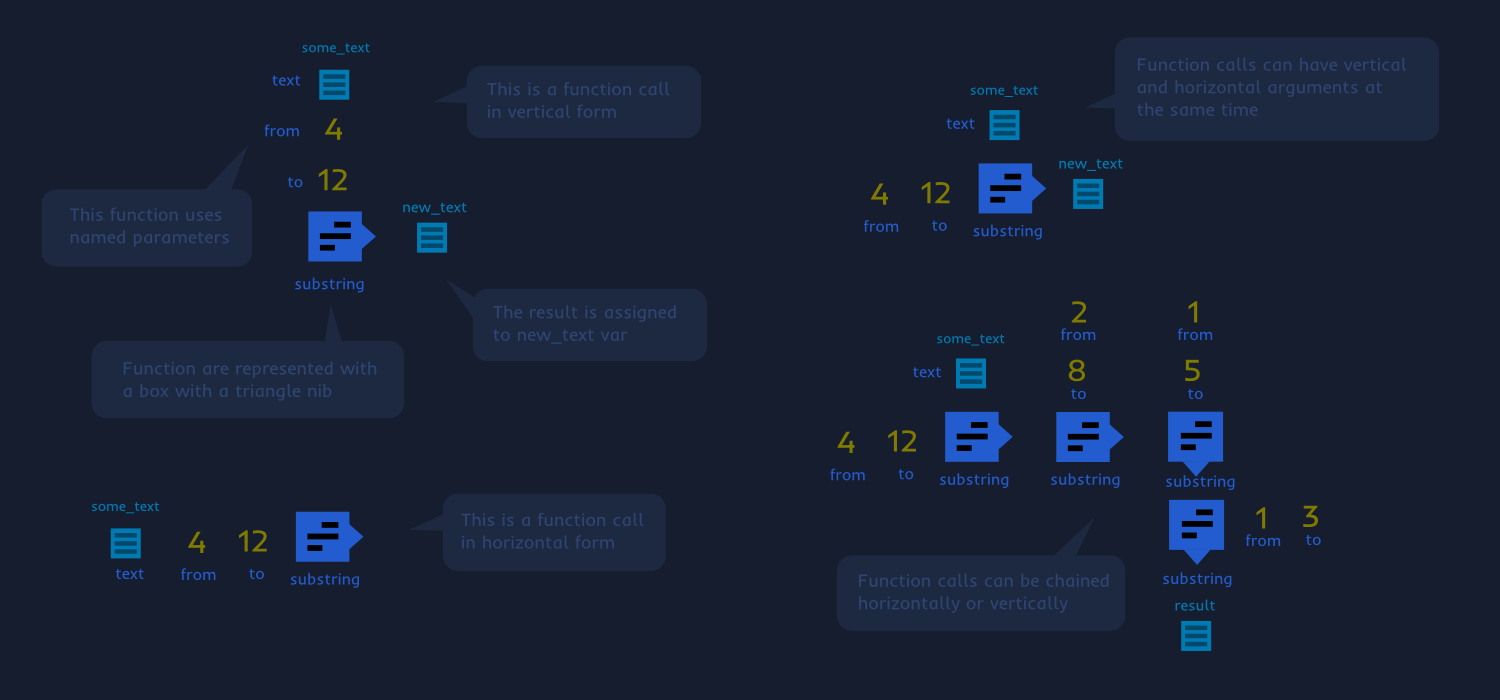 some_text
text
This is a function call
in vertical form
from 4
to 12
This function uses
named parameters
new_text
substring
The result is assigned
to new_text var
Function are represented with
a box with a triangle nib
some_text
4 12
text from to substring
This is a function call
in horizontal form
Function calls can have vertical
and horizontal arguments at
the same time
some_text
text
new_text
4 12
from to substring
2 1
from from
some_text
text
8 5
to to
4 12
from to substring substring substring
1 3
from to
substring
Function calls can be chained
horizontally or vertically
result